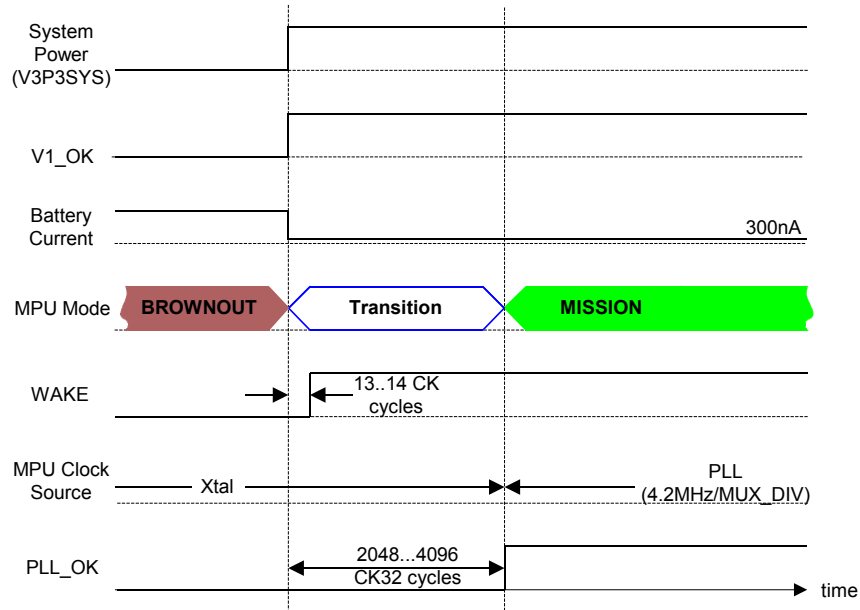 System
Power
(V3P3SYS)
V1_OK
Battery
Current
300nA
MPU Mode
BROWNOUT
Transition
MISSION
WAKE
13..14 CK
cycles
MPU Clock
Source
Xtal
PLL
(4.2MHz/MUX_DIV)
PLL_OK
2048...4096
CK32 cycles
time